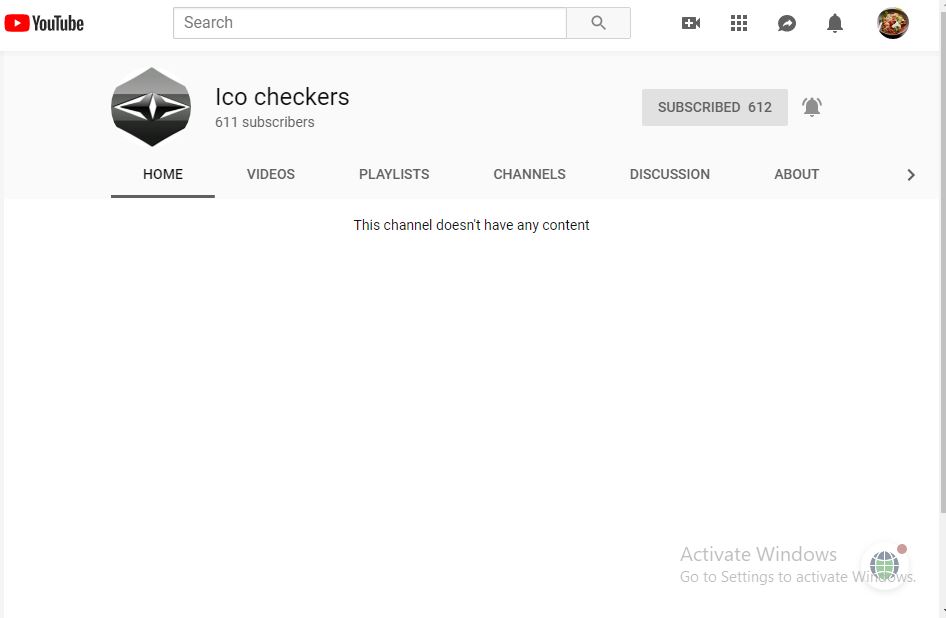 YouTube
Search
Ico checkers
611 subscribers
SUBSCRIBED 612
HOME VIDEOS PLAYLISTS CHANNELS DISCUSSION ABOUT
This channel doesn't have any content
Activate Windows
Go to Settings to activate Windows.